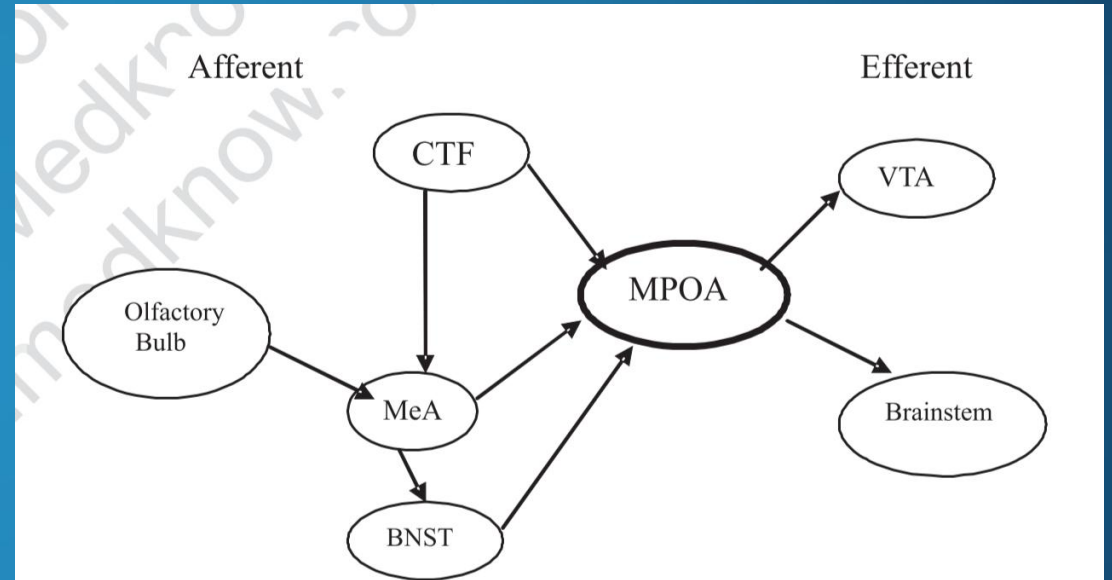 Afferent
Efferent
CTF
VTA
MPOA
Olfactory
Bulb
MeA
Brainstem
BNST